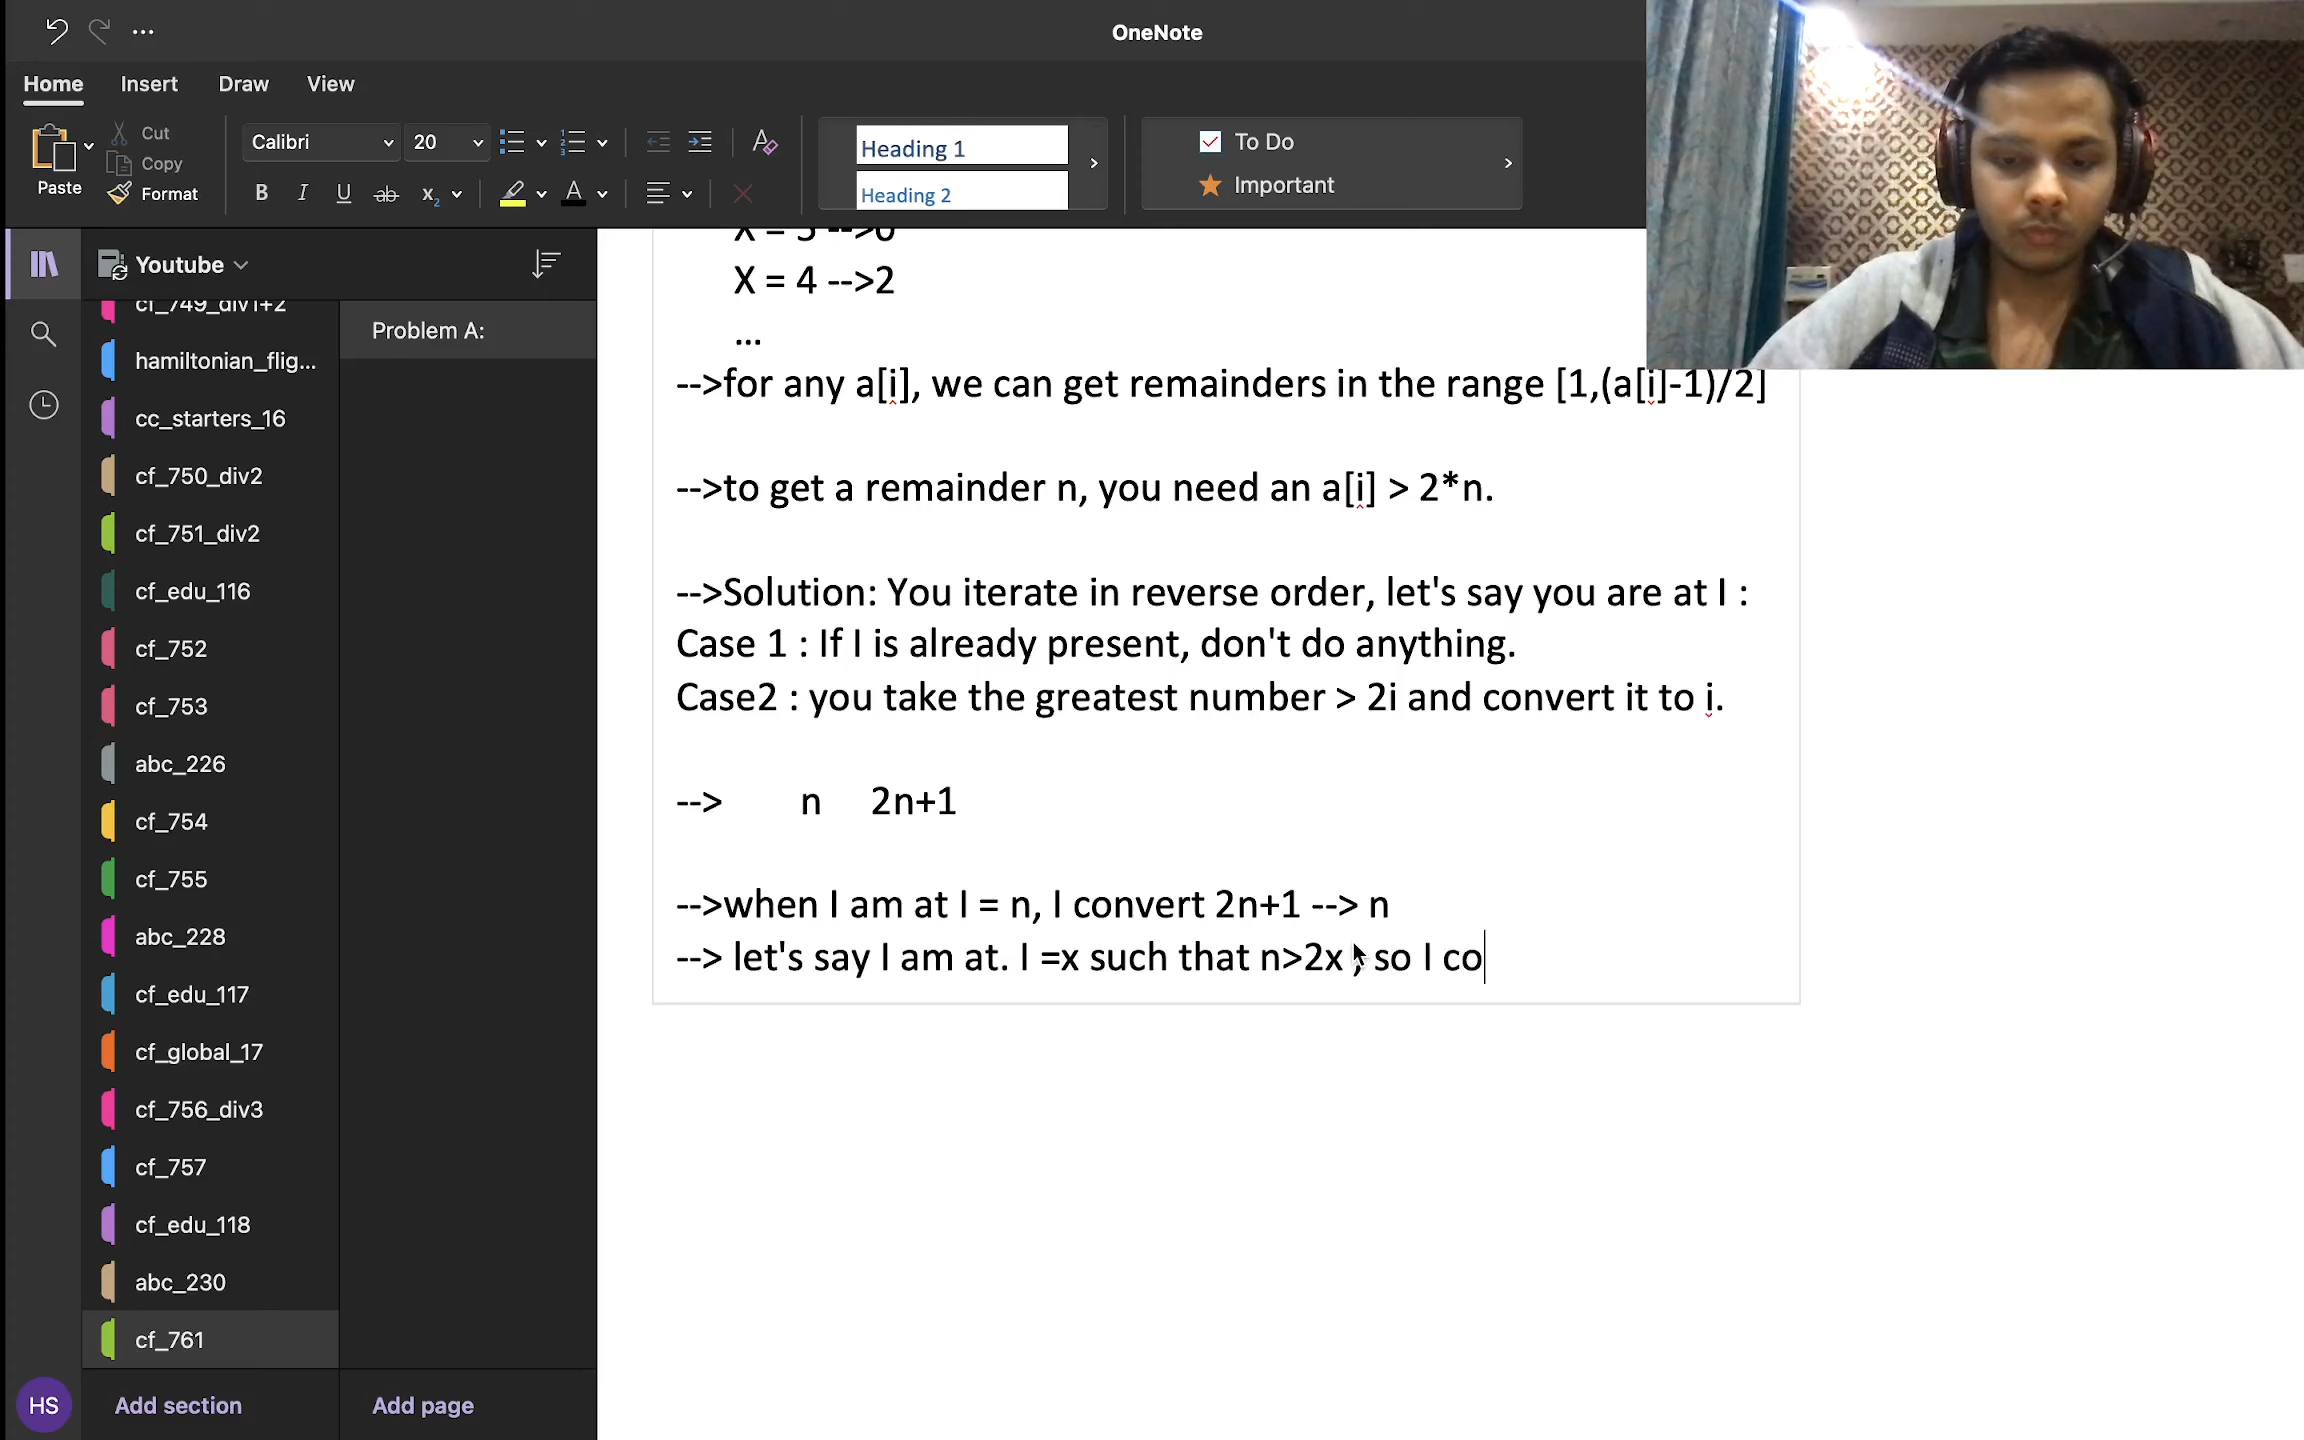 OneNote
Home Insert Draw View
Paste
Cut
Copy
Format
Calibri 20
B I U ab x₂ A
Heading 1
Heading 2
To Do
Important
Youtube
cf_749_div1+2
hamiltonian_flig...
cc_starters_16
cf_750_div2
cf_751_div2
cf_edu_116
cf_752
cf_753
abc_226
cf_754
cf_755
abc_228
cf_edu_117
cf_global_17
cf_756_div3
cf_757
cf_edu_118
abc_230
cf_761
HS
Add section
Problem A:
Add page
X = 4 -->2
...
-->for any a[i], we can get remainders in the range [1,(a[i]-1)/2]
-->to get a remainder n, you need an a[i] > 2*n.
-->Solution: You iterate in reverse order, let's say you are at I :
Case 1 : If I is already present, don't do anything.
Case2 : you take the greatest number > 2i and convert it to i.
--> n 2n+1
-->when I am at I = n, I convert 2n+1 --> n
--> let's say I am at. I =x such that n>2x , so I co